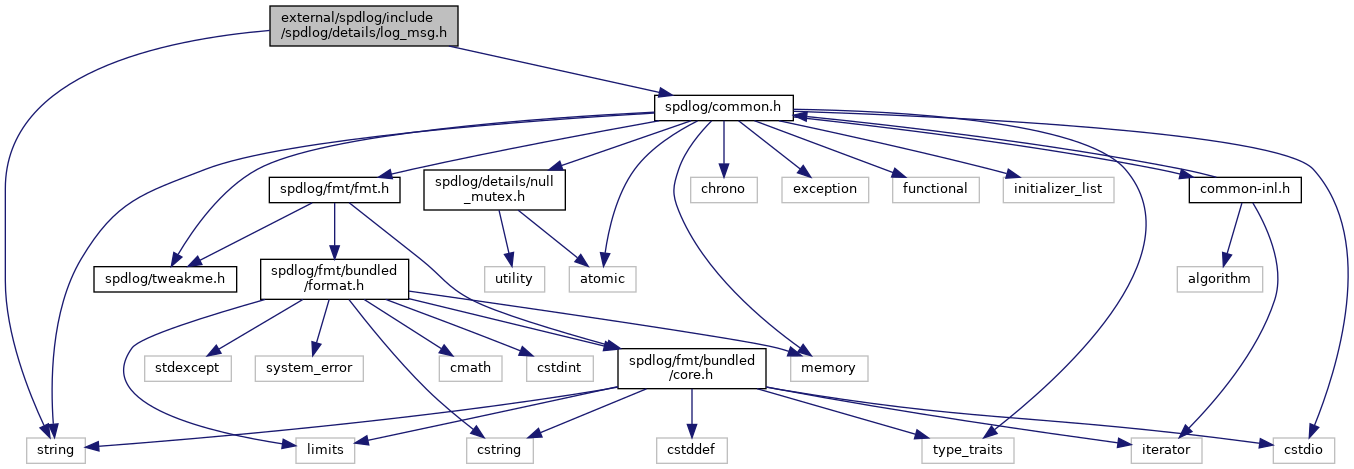 external/spdlog/include
/spdlog/details/log_msg.h
spdlog/common.h
spdlog/fmt/fmt.h
spdlog/details/null
_mutex.h
chrono
exception
functional
initializer_list
common-inl.h
spdlog/tweakme.h
spdlog/fmt/bundled
/format.h
utility
atomic
algorithm
stdexcept
system_error
cmath
cstdint
spdlog/fmt/bundled
/core.h
memory
string
limits
cstring
cstddef
type_traits
iterator
cstdio